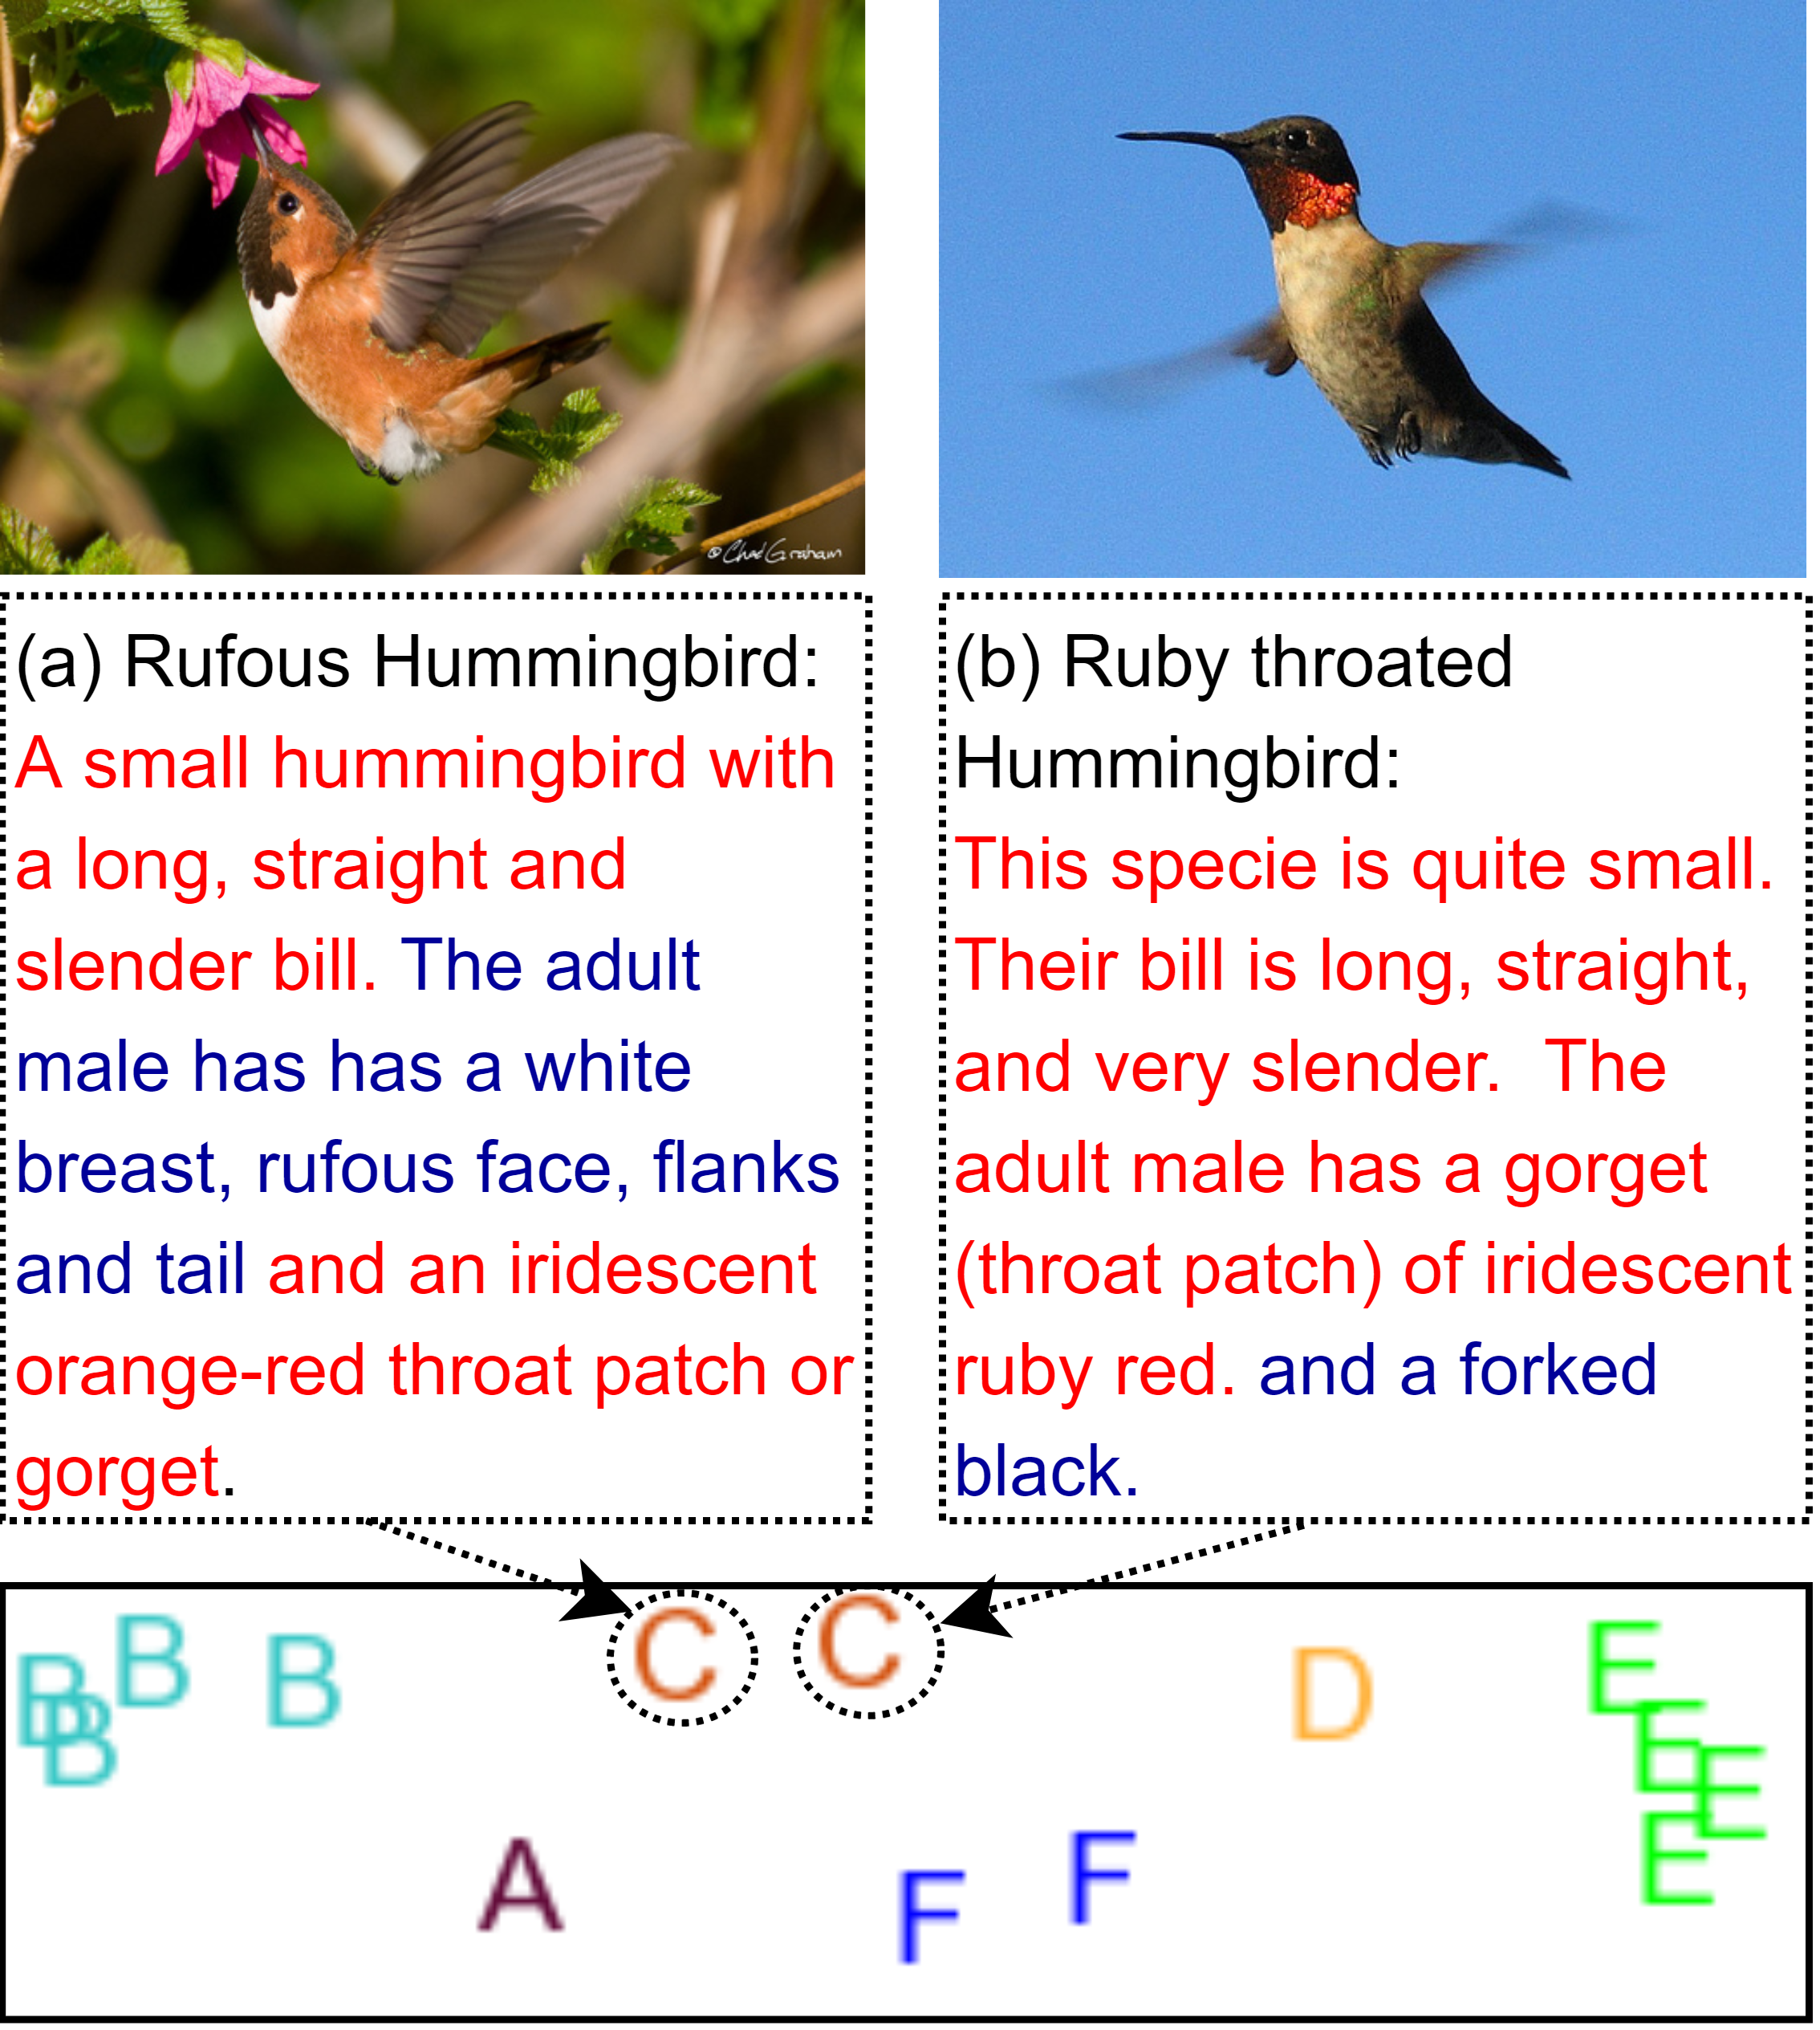 ©Chad Graham
(a) Rufous Hummingbird:
A small hummingbird with
a long, straight and
slender bill. The adult
male has has a white
breast, rufous face, flanks
and tail and an iridescent
orange-red throat patch or
gorget.
(b) Ruby throated
Hummingbird:
This specie is quite small.
Their bill is long, straight,
and very slender. The
adult male has a gorget
(throat patch) of iridescent
ruby red. and a forked
black.
B B B B C C D E E E E
A F F